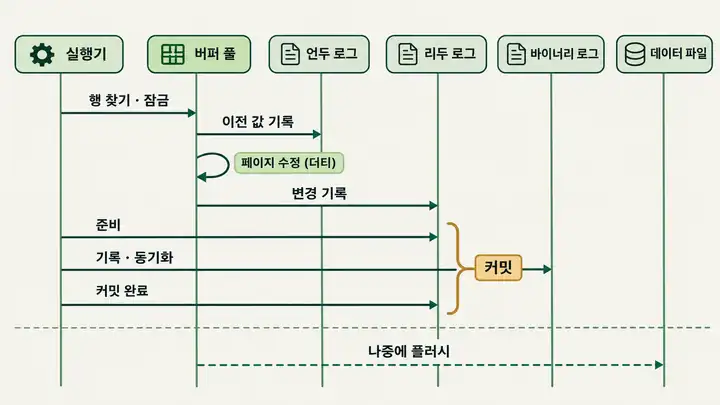 실행기
버퍼 풀
언두 로그
리두 로그
바이너리 로그
데이터 파일
행 찾기 · 잠금
이전 값 기록
페이지 수정 (더티)
변경 기록
준비
기록 · 동기화
커밋
커밋 완료
나중에 플러시